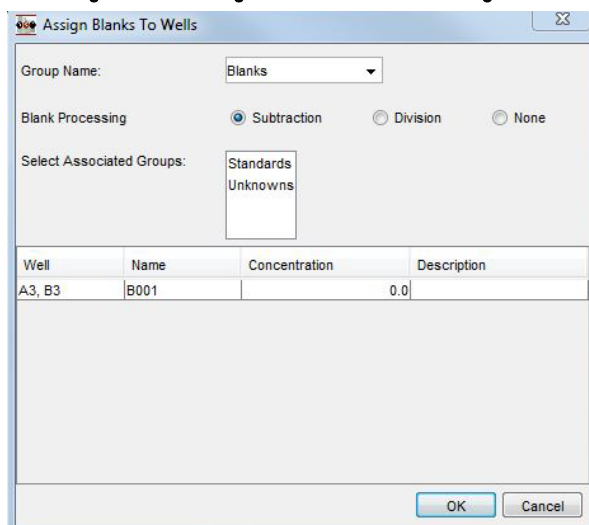 Assign Blanks To Wells
Group Name: Blanks
Blank Processing Subtraction Division None
Select Associated Groups: Standards
Unknowns
Well Name Concentration Description
A3, B3 B001 0.0
OK Cancel